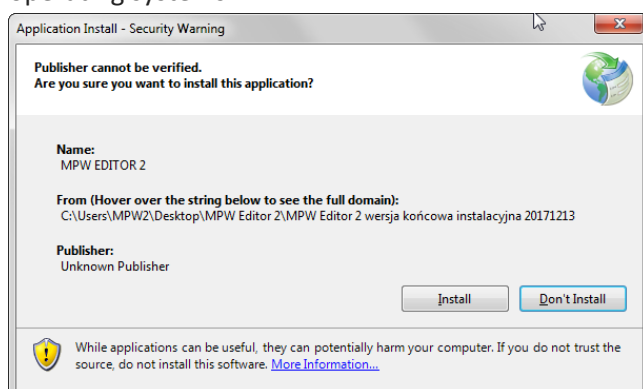 Application Install - Security Warning
Publisher cannot be verified.
Are you sure you want to install this application?
Name:
MPW EDITOR 2
From (Hover over the string below to see the full domain):
C:\Users\MPW2\Desktop\MPW Editor 2\MPW Editor 2 wersja końcowa instalacyjna 20171213
Publisher:
Unknown Publisher
Install
Don't Install
While applications can be useful, they can potentially harm your computer. If you do not trust the
source, do not install this software. More Information...